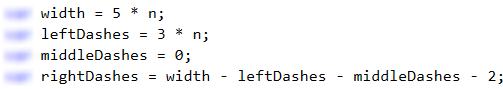 width = 5 * n;
leftDashes = 3 * n;
middleDashes = 0;
rightDashes = width - leftDashes - middleDashes - 2;